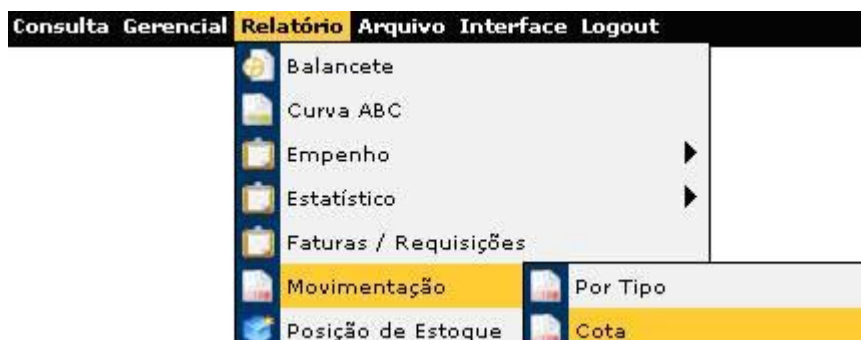 Consulta Gerencial Relatório Arquivo Interface Logout
Balancete
Curva ABC
Empenho
Estatístico
Faturas / Requisições
Movimentação
Por Tipo
Posição de Estoque
Cota